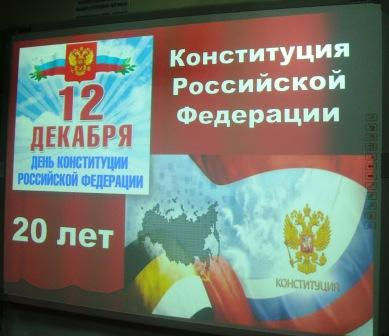 12
ДЕКАБРЯ
ДЕНЬ КОНСТИТУЦИИ
РОССИЙСКОЙ ФЕДЕРАЦИИ
Конституция
Российской
Федерации
20 лет
КОНСТИТУЦИЯ